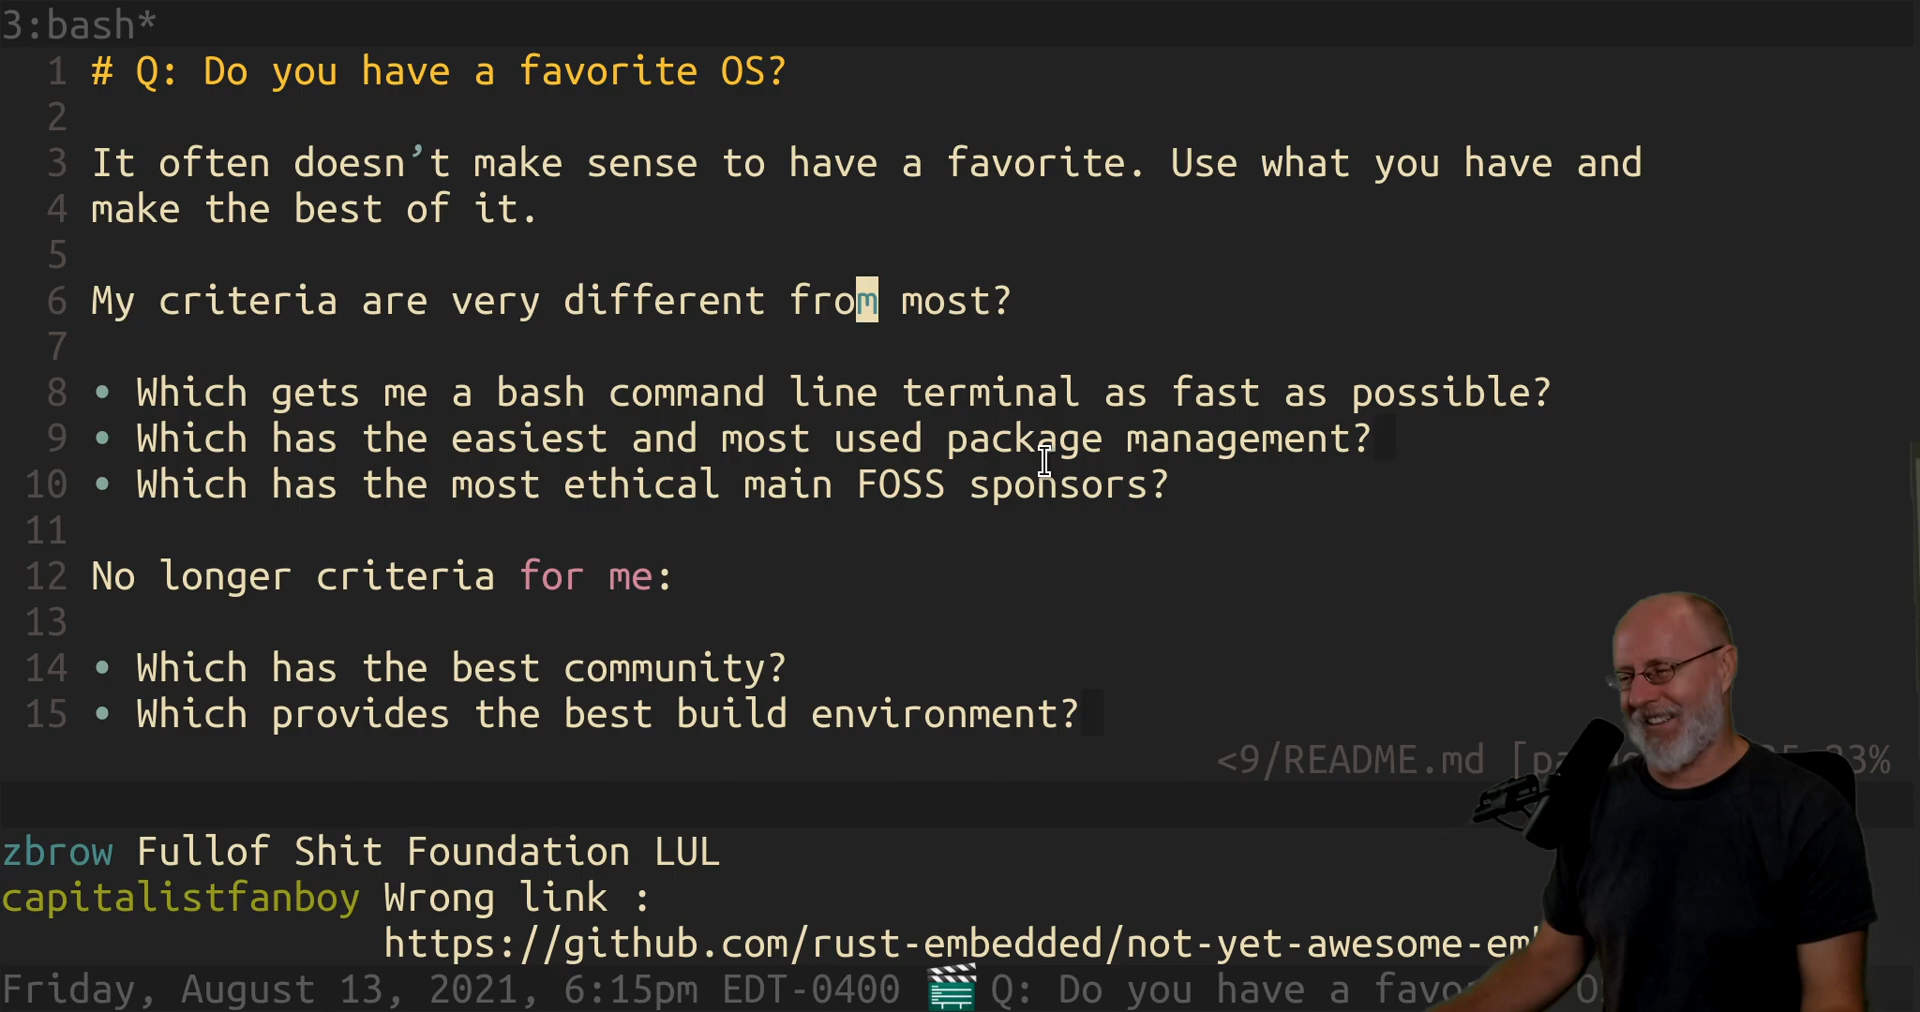 3:bash*
1 # Q: Do you have a favorite OS?
2
3 It often doesn’t make sense to have a favorite. Use what you have and
4 make the best of it.
5
6 My criteria are very different from most?
7
8 • Which gets me a bash command line terminal as fast as possible?
9 • Which has the easiest and most used package management?
10 • Which has the most ethical main FOSS sponsors?
11
12 No longer criteria for me:
13
14 • Which has the best community?
15 • Which provides the best build environment?
<9/README.md
zbrow Fullof Shit Foundation LUL
capitalistfanboy Wrong link :
https://github.com/rust-embedded/not-yet-awesome-em
Friday, August 13, 2021, 6:15pm EDT-0400 🎬 Q: Do you have a